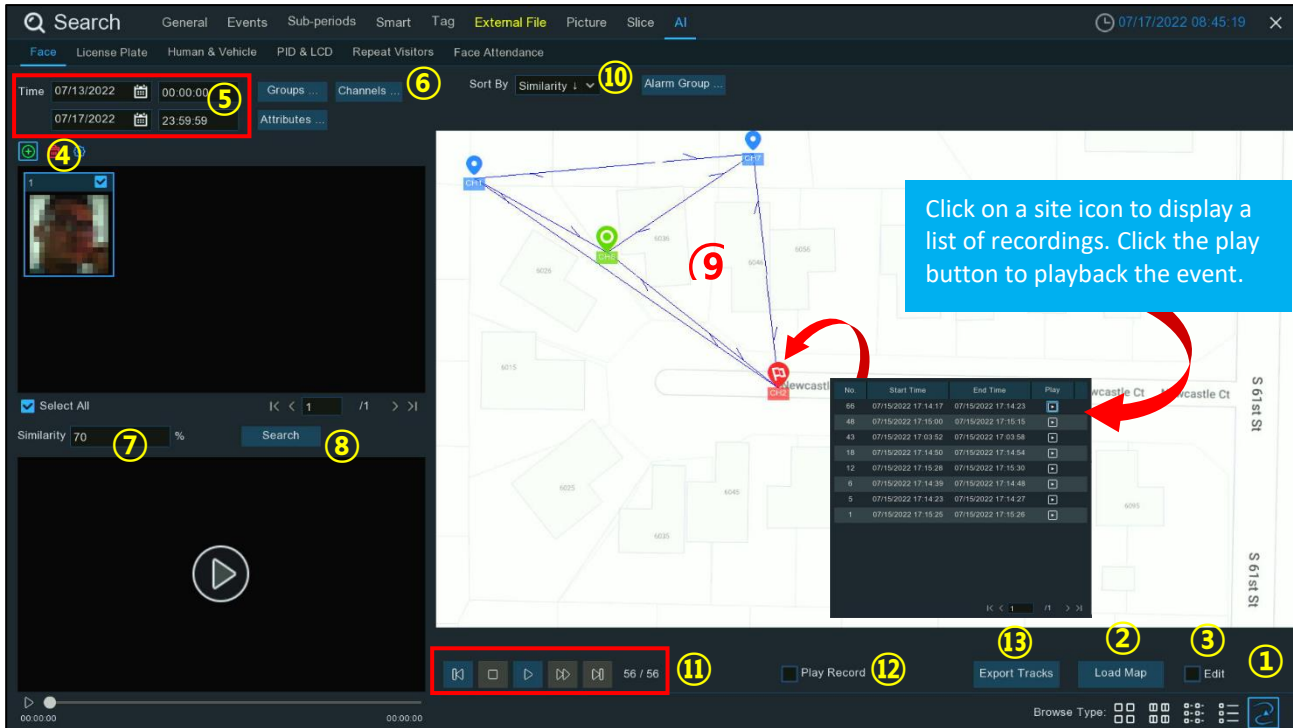 Search General Events Sub-periods Smart Tag External File Picture Slice AI 07/17/2022 08:45:19
Face License Plate Human & Vehicle PID & LCD Repeat Visitors Face Attendance
Time 07/13/2022 00:00:00 ⑤ Groups ... Channels ... ⑥ Sort By Similarity ↓ ⑩ Alarm Group ...
07/17/2022 23:59:59 Attributes ...
④
1
CH1
CH7
CH2
Click on a site icon to display a
list of recordings. Click the play
button to playback the event.
6036
6046
6056
6026
⑨
6015
Newcastle Ct
S 61st St
6025
6045
6035
6095
S 61st St
No. Start Time End Time Play
66 07/15/2022 17:14:17 07/15/2022 17:14:23
48 07/15/2022 17:15:00 07/15/2022 17:15:15
43 07/15/2022 17:03:52 07/15/2022 17:03:58
18 07/15/2022 17:14:50 07/15/2022 17:14:54
12 07/15/2022 17:15:28 07/15/2022 17:15:30
6 07/15/2022 17:14:39 07/15/2022 17:14:48
5 07/15/2022 17:14:23 07/15/2022 17:14:27
1 07/15/2022 17:15:25 07/15/2022 17:15:26
1 /1
Select All 1 /1
Similarity 70 % ⑦ Search ⑧
56 / 56 ⑪ Play Record ⑫ Export Tracks ⑬ Load Map ② Edit ③ ①
00:00:00 00:00:00
Browse Type: